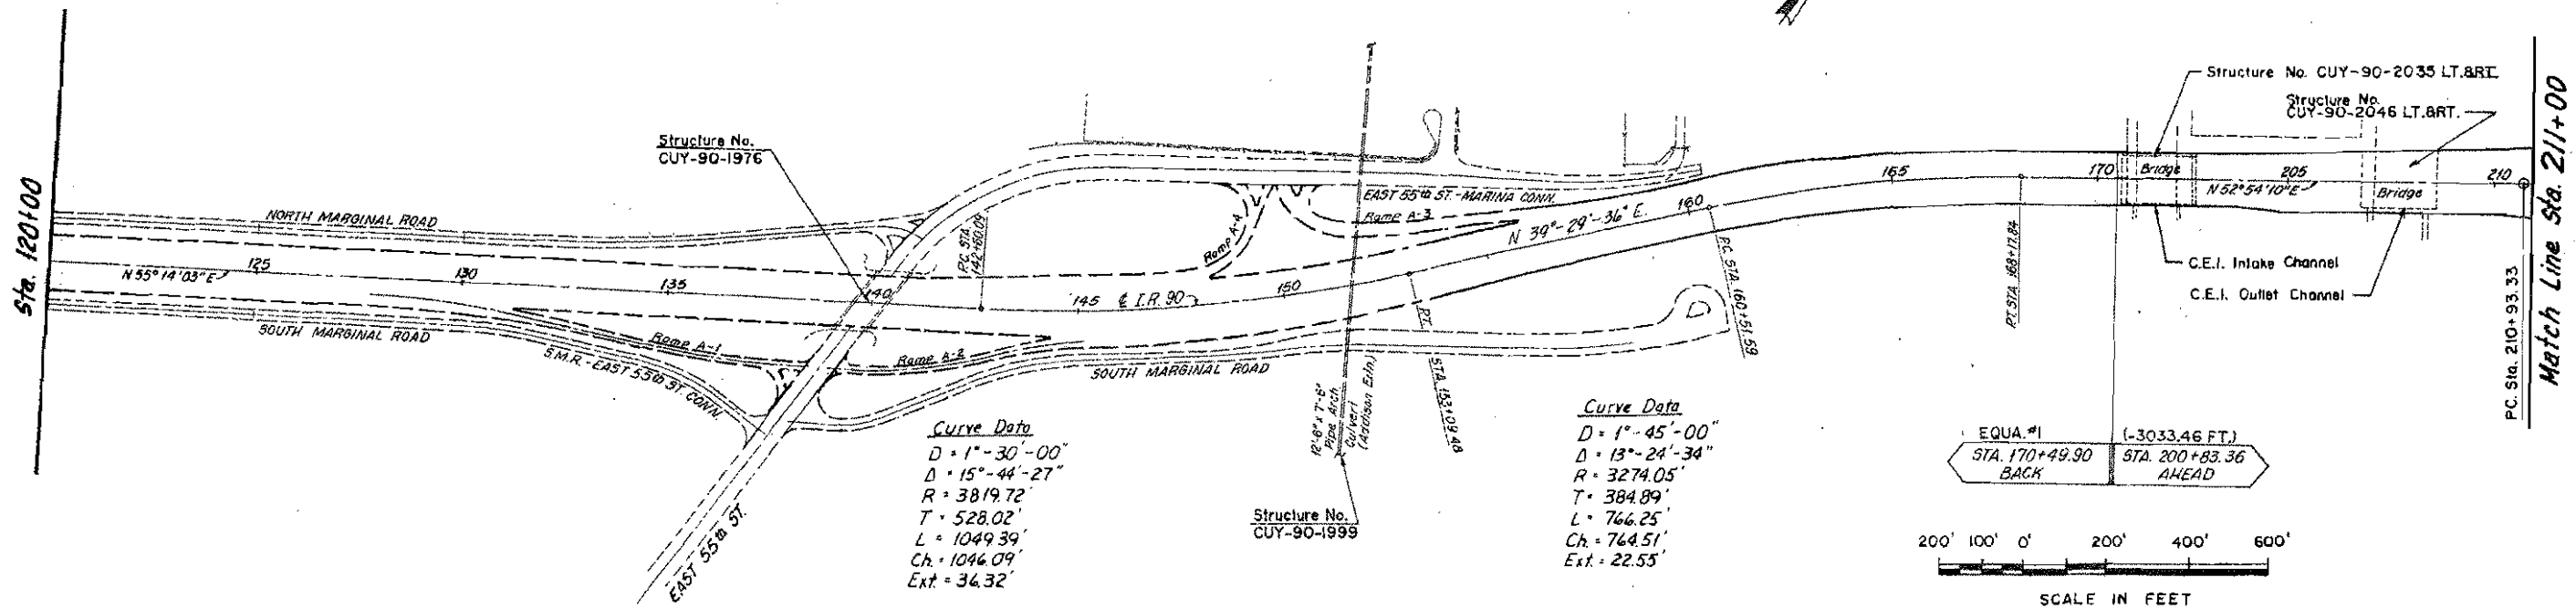 Sta. 120+00
NORTH MARGINAL ROAD
N 55° 14' 03" E
125
130
135
140
145
℄ I.R. 90
150
SOUTH MARGINAL ROAD
S.M.R. - EAST 55th ST. CONN.
Ramp A-1
Ramp A-2
SOUTH MARGINAL ROAD
EAST 55th ST.
Structure No.
CUY-90-1976
P.C. STA.
142+60.09
Ramp A-4
EAST 55th ST.-MARINA CONN.
Ramp A-3
N 39°-29'-36" E.
160
165
170
Bridge
205
N 52° 54' 10" E
Bridge
210
P.T. STA. 153+09.48
P.C. STA. 160+51.59
P.T. STA. 168+17.84
12'-6" x 7'-6"
Pipe Arch
Culvert
(Addison Extn.)
Structure No.
CUY-90-1999
Structure No. CUY-90-2035 LT.&RT.
Structure No.
CUY-90-2046 LT.&RT.
C.E.I. Intake Channel
C.E.I. Outlet Channel
P.C. Sta. 210+93.33
Match Line Sta. 211+00
Curve Data
D = 1°-30'-00"
Δ = 15°-44'-27"
R = 3819.72'
T = 528.02'
L = 1049.39'
Ch. = 1046.09'
Ext. = 36.32'
Curve Data
D = 1°-45'-00"
Δ = 13°-24'-34"
R = 3274.05'
T = 384.89'
L = 766.25'
Ch. = 764.51'
Ext. = 22.55'
EQUA. #1 (-3033.46 FT.)
STA. 170+49.90 STA. 200+83.36
BACK AHEAD
200' 100' 0' 200' 400' 600'
SCALE IN FEET